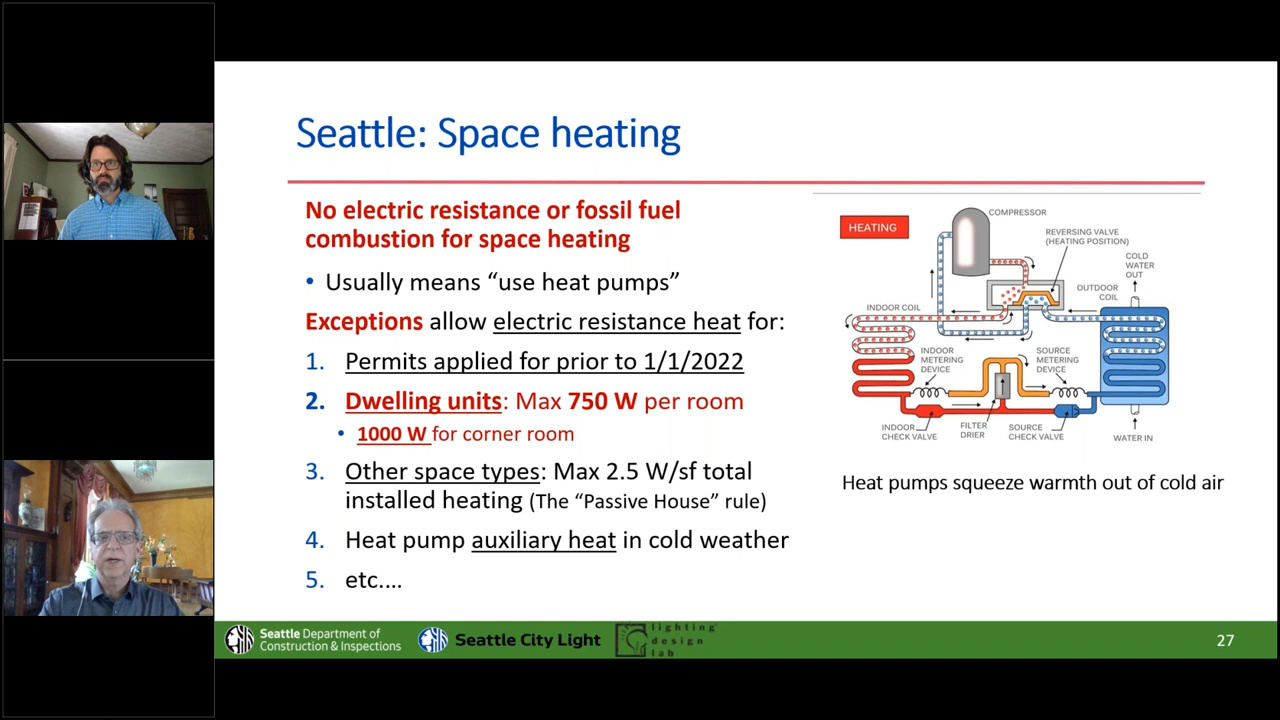 Seattle: Space heating
No electric resistance or fossil fuel
combustion for space heating
• Usually means “use heat pumps”
Exceptions allow electric resistance heat for:
1. Permits applied for prior to 1/1/2022
2. Dwelling units: Max 750 W per room
• 1000 W for corner room
3. Other space types: Max 2.5 W/sf total
installed heating (The “Passive House” rule)
4. Heat pump auxiliary heat in cold weather
5. etc.…
HEATING
COMPRESSOR
REVERSING VALVE
(HEATING POSITION)
COLD
WATER
OUT
OUTDOOR
COIL
INDOOR COIL
INDOOR
METERING
DEVICE
SOURCE
METERING
DEVICE
INDOOR
CHECK VALVE
FILTER
DRIER
SOURCE
CHECK VALVE
WATER IN
Heat pumps squeeze warmth out of cold air
Seattle Department of
Construction & Inspections
Seattle City Light
lighting
design
lab
27